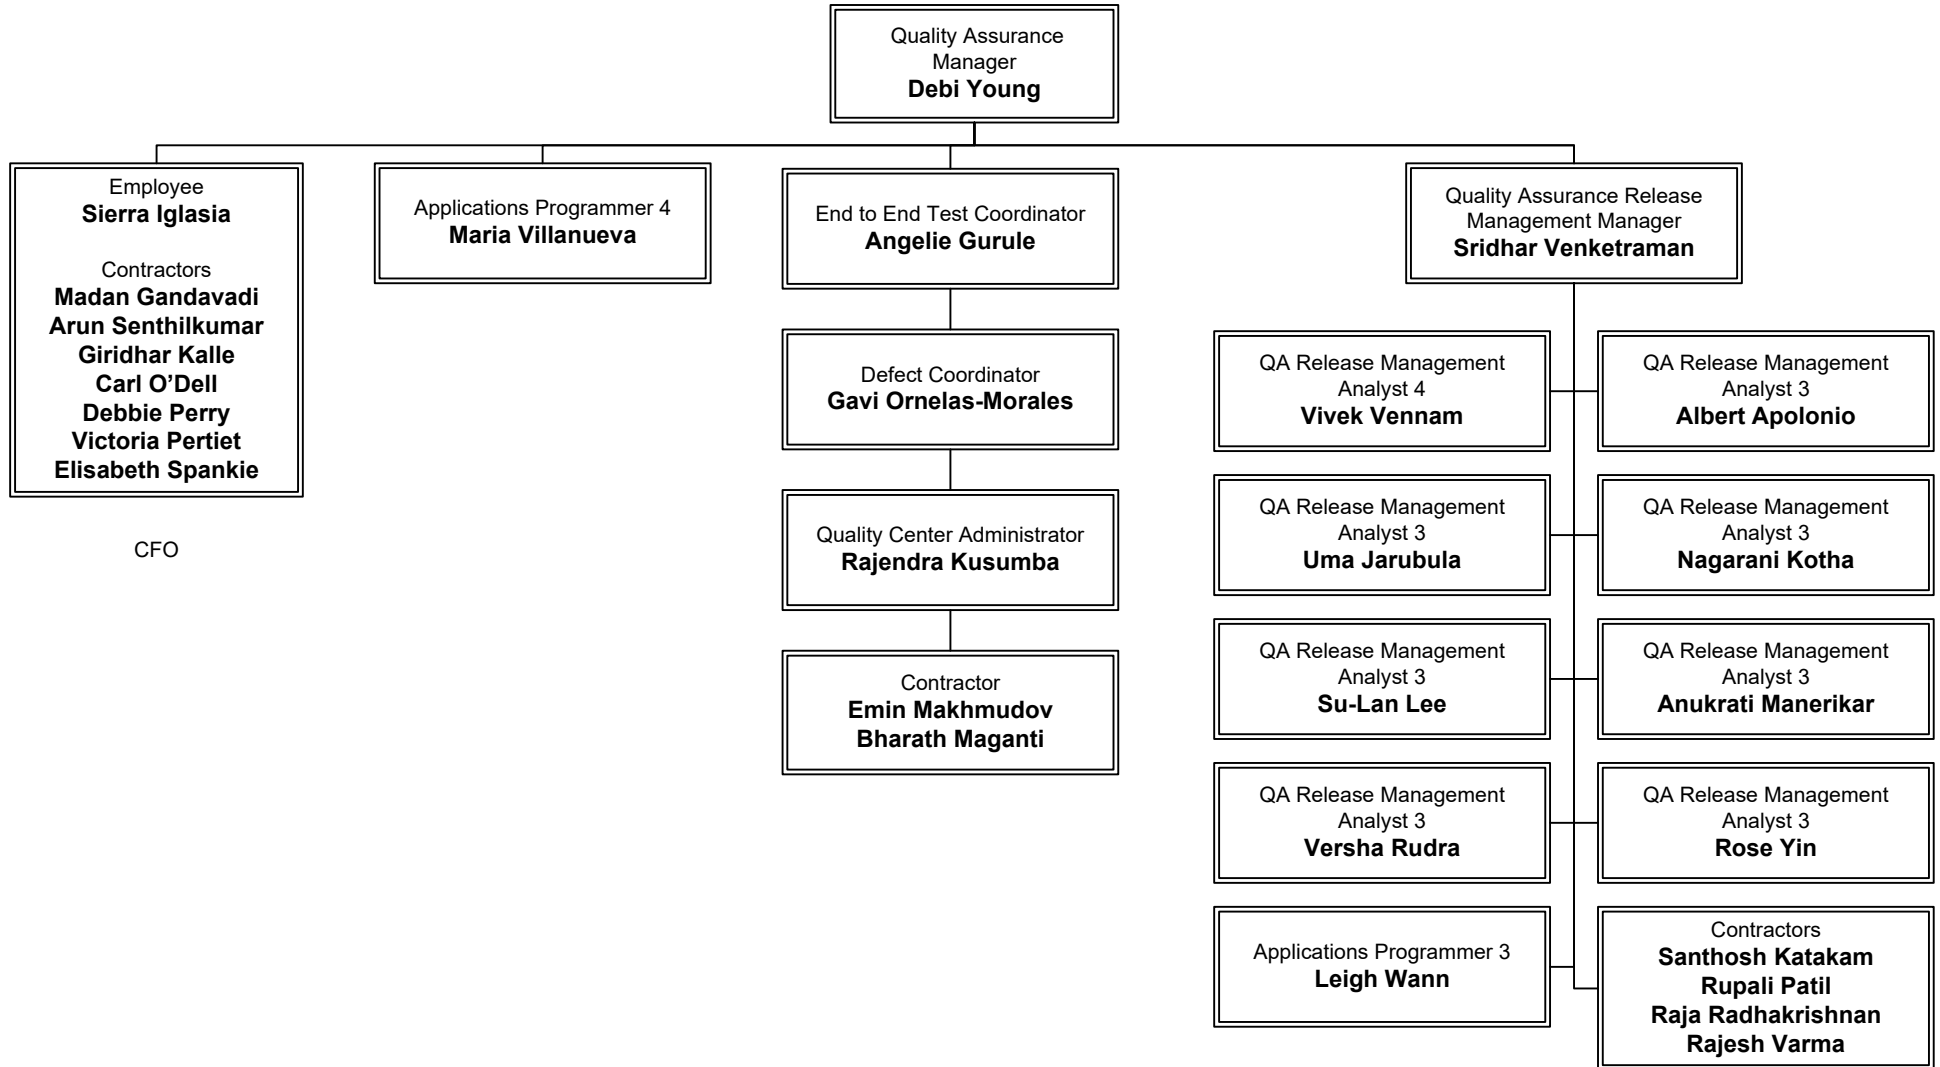 Quality Assurance
Manager
Debi Young
Employee
Sierra Iglasia
Contractors
Madan Gandavadi
Arun Senthilkumar
Giridhar Kalle
Carl O’Dell
Debbie Perry
Victoria Pertiet
Elisabeth Spankie
CFO
Applications Programmer 4
Maria Villanueva
End to End Test Coordinator
Angelie Gurule
Defect Coordinator
Gavi Ornelas-Morales
Quality Center Administrator
Rajendra Kusumba
Contractor
Emin Makhmudov
Bharath Maganti
Quality Assurance Release
Management Manager
Sridhar Venketraman
QA Release Management
Analyst 4
Vivek Vennam
QA Release Management
Analyst 3
Albert Apolonio
QA Release Management
Analyst 3
Uma Jarubula
QA Release Management
Analyst 3
Nagarani Kotha
QA Release Management
Analyst 3
Su-Lan Lee
QA Release Management
Analyst 3
Anukrati Manerikar
QA Release Management
Analyst 3
Versha Rudra
QA Release Management
Analyst 3
Rose Yin
Applications Programmer 3
Leigh Wann
Contractors
Santhosh Katakam
Rupali Patil
Raja Radhakrishnan
Rajesh Varma